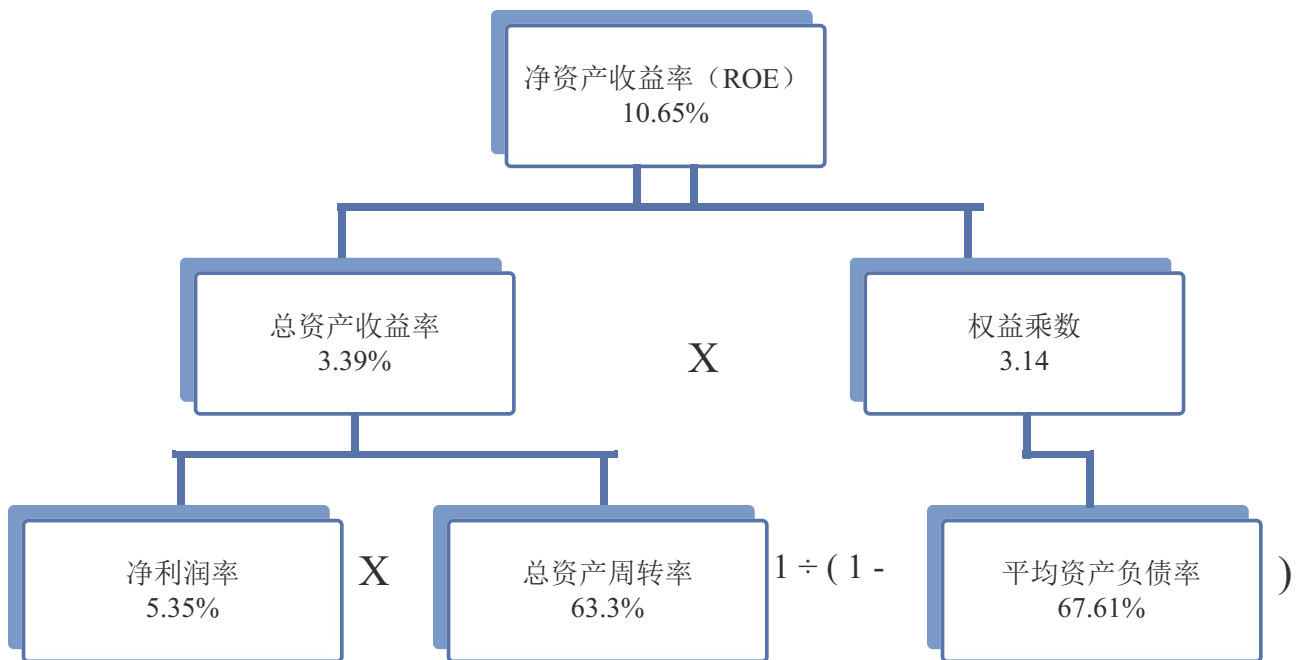 净资产收益率（ROE）
10.65%
总资产收益率
3.39%
X
权益乘数
3.14
净利润率
5.35%
X
总资产周转率
63.3%
1 ÷ ( 1 -
平均资产负债率
67.61%
)